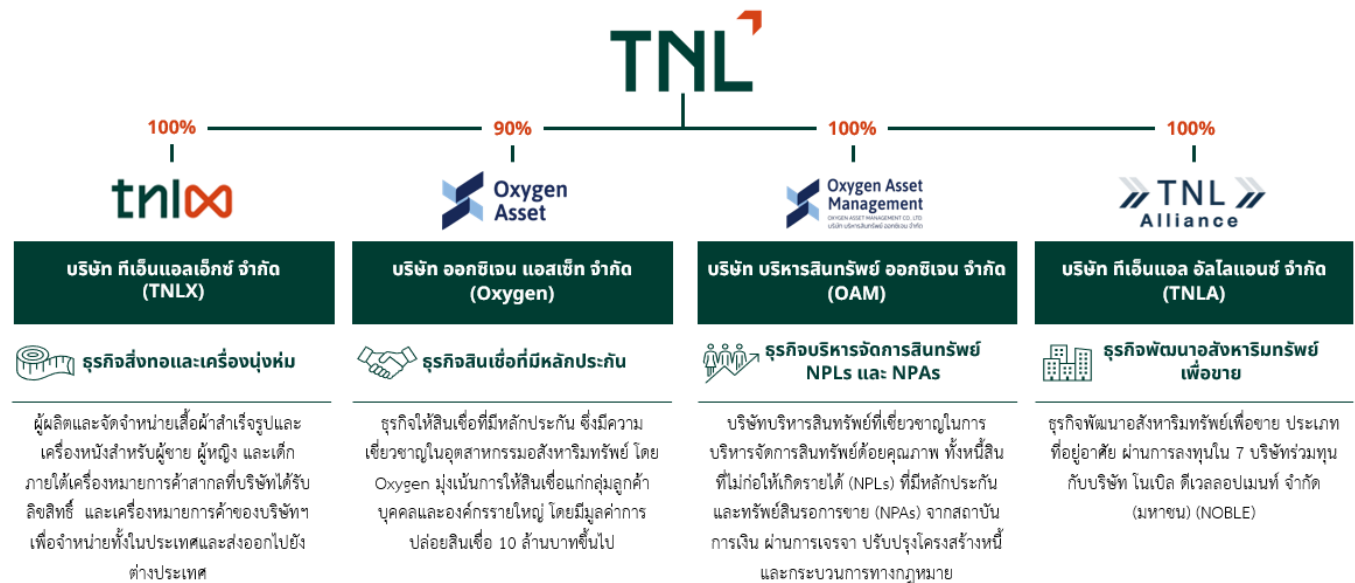 TNL
100%
90%
100%
100%
tnlx
Oxygen
Asset
Oxygen Asset
Management
OXYGEN ASSET MANAGEMENT CO., LTD.
บริษัท บริหารสินทรัพย์ ออกซิเจน จำกัด
TNL
Alliance
บริษัท ทีเอ็นแอลเอ็กซ์ จำกัด
(TNLX)
ธุรกิจสิ่งทอและเครื่องนุ่งห่ม
ผู้ผลิตและจัดจำหน่ายเสื้อผ้าสำเร็จรูปและ
เครื่องหนังสำหรับผู้ชาย ผู้หญิง และเด็ก
ภายใต้เครื่องหมายการค้าสากลที่บริษัทได้รับ
ลิขสิทธิ์ และเครื่องหมายการค้าของบริษัทฯ
เพื่อจำหน่ายทั้งในประเทศและส่งออกไปยัง
ต่างประเทศ
บริษัท ออกซิเจน แอสเซ็ท จำกัด
(Oxygen)
ธุรกิจสินเชื่อที่มีหลักประกัน
ธุรกิจให้สินเชื่อที่มีหลักประกัน ซึ่งมีความ
เชี่ยวชาญในอุตสาหกรรมอสังหาริมทรัพย์ โดย
Oxygen มุ่งเน้นการให้สินเชื่อแก่กลุ่มลูกค้า
บุคคลและองค์กรรายใหญ่ โดยมีมูลค่าการ
ปล่อยสินเชื่อ 10 ล้านบาทขึ้นไป
บริษัท บริหารสินทรัพย์ ออกซิเจน จำกัด
(OAM)
ธุรกิจบริหารจัดการสินทรัพย์
NPLs และ NPAs
บริษัทบริหารสินทรัพย์ที่เชี่ยวชาญในการ
บริหารจัดการสินทรัพย์ด้อยคุณภาพ ทั้งหนี้สิน
ที่ไม่ก่อให้เกิดรายได้ (NPLs) ที่มีหลักประกัน
และทรัพย์สินรอการขาย (NPAs) จากสถาบัน
การเงิน ผ่านการเจรจา ปรับปรุงโครงสร้างหนี้
และกระบวนการทางกฎหมาย
บริษัท ทีเอ็นแอล อัลไลแอนซ์ จำกัด
(TNLA)
ธุรกิจพัฒนาอสังหาริมทรัพย์
เพื่อขาย
ธุรกิจพัฒนาอสังหาริมทรัพย์เพื่อขาย ประเภท
ที่อยู่อาศัย ผ่านการลงทุนใน 7 บริษัทร่วมทุน
กับบริษัท โนเบิล ดีเวลลอปเมนท์ จำกัด
(มหาชน) (NOBLE)